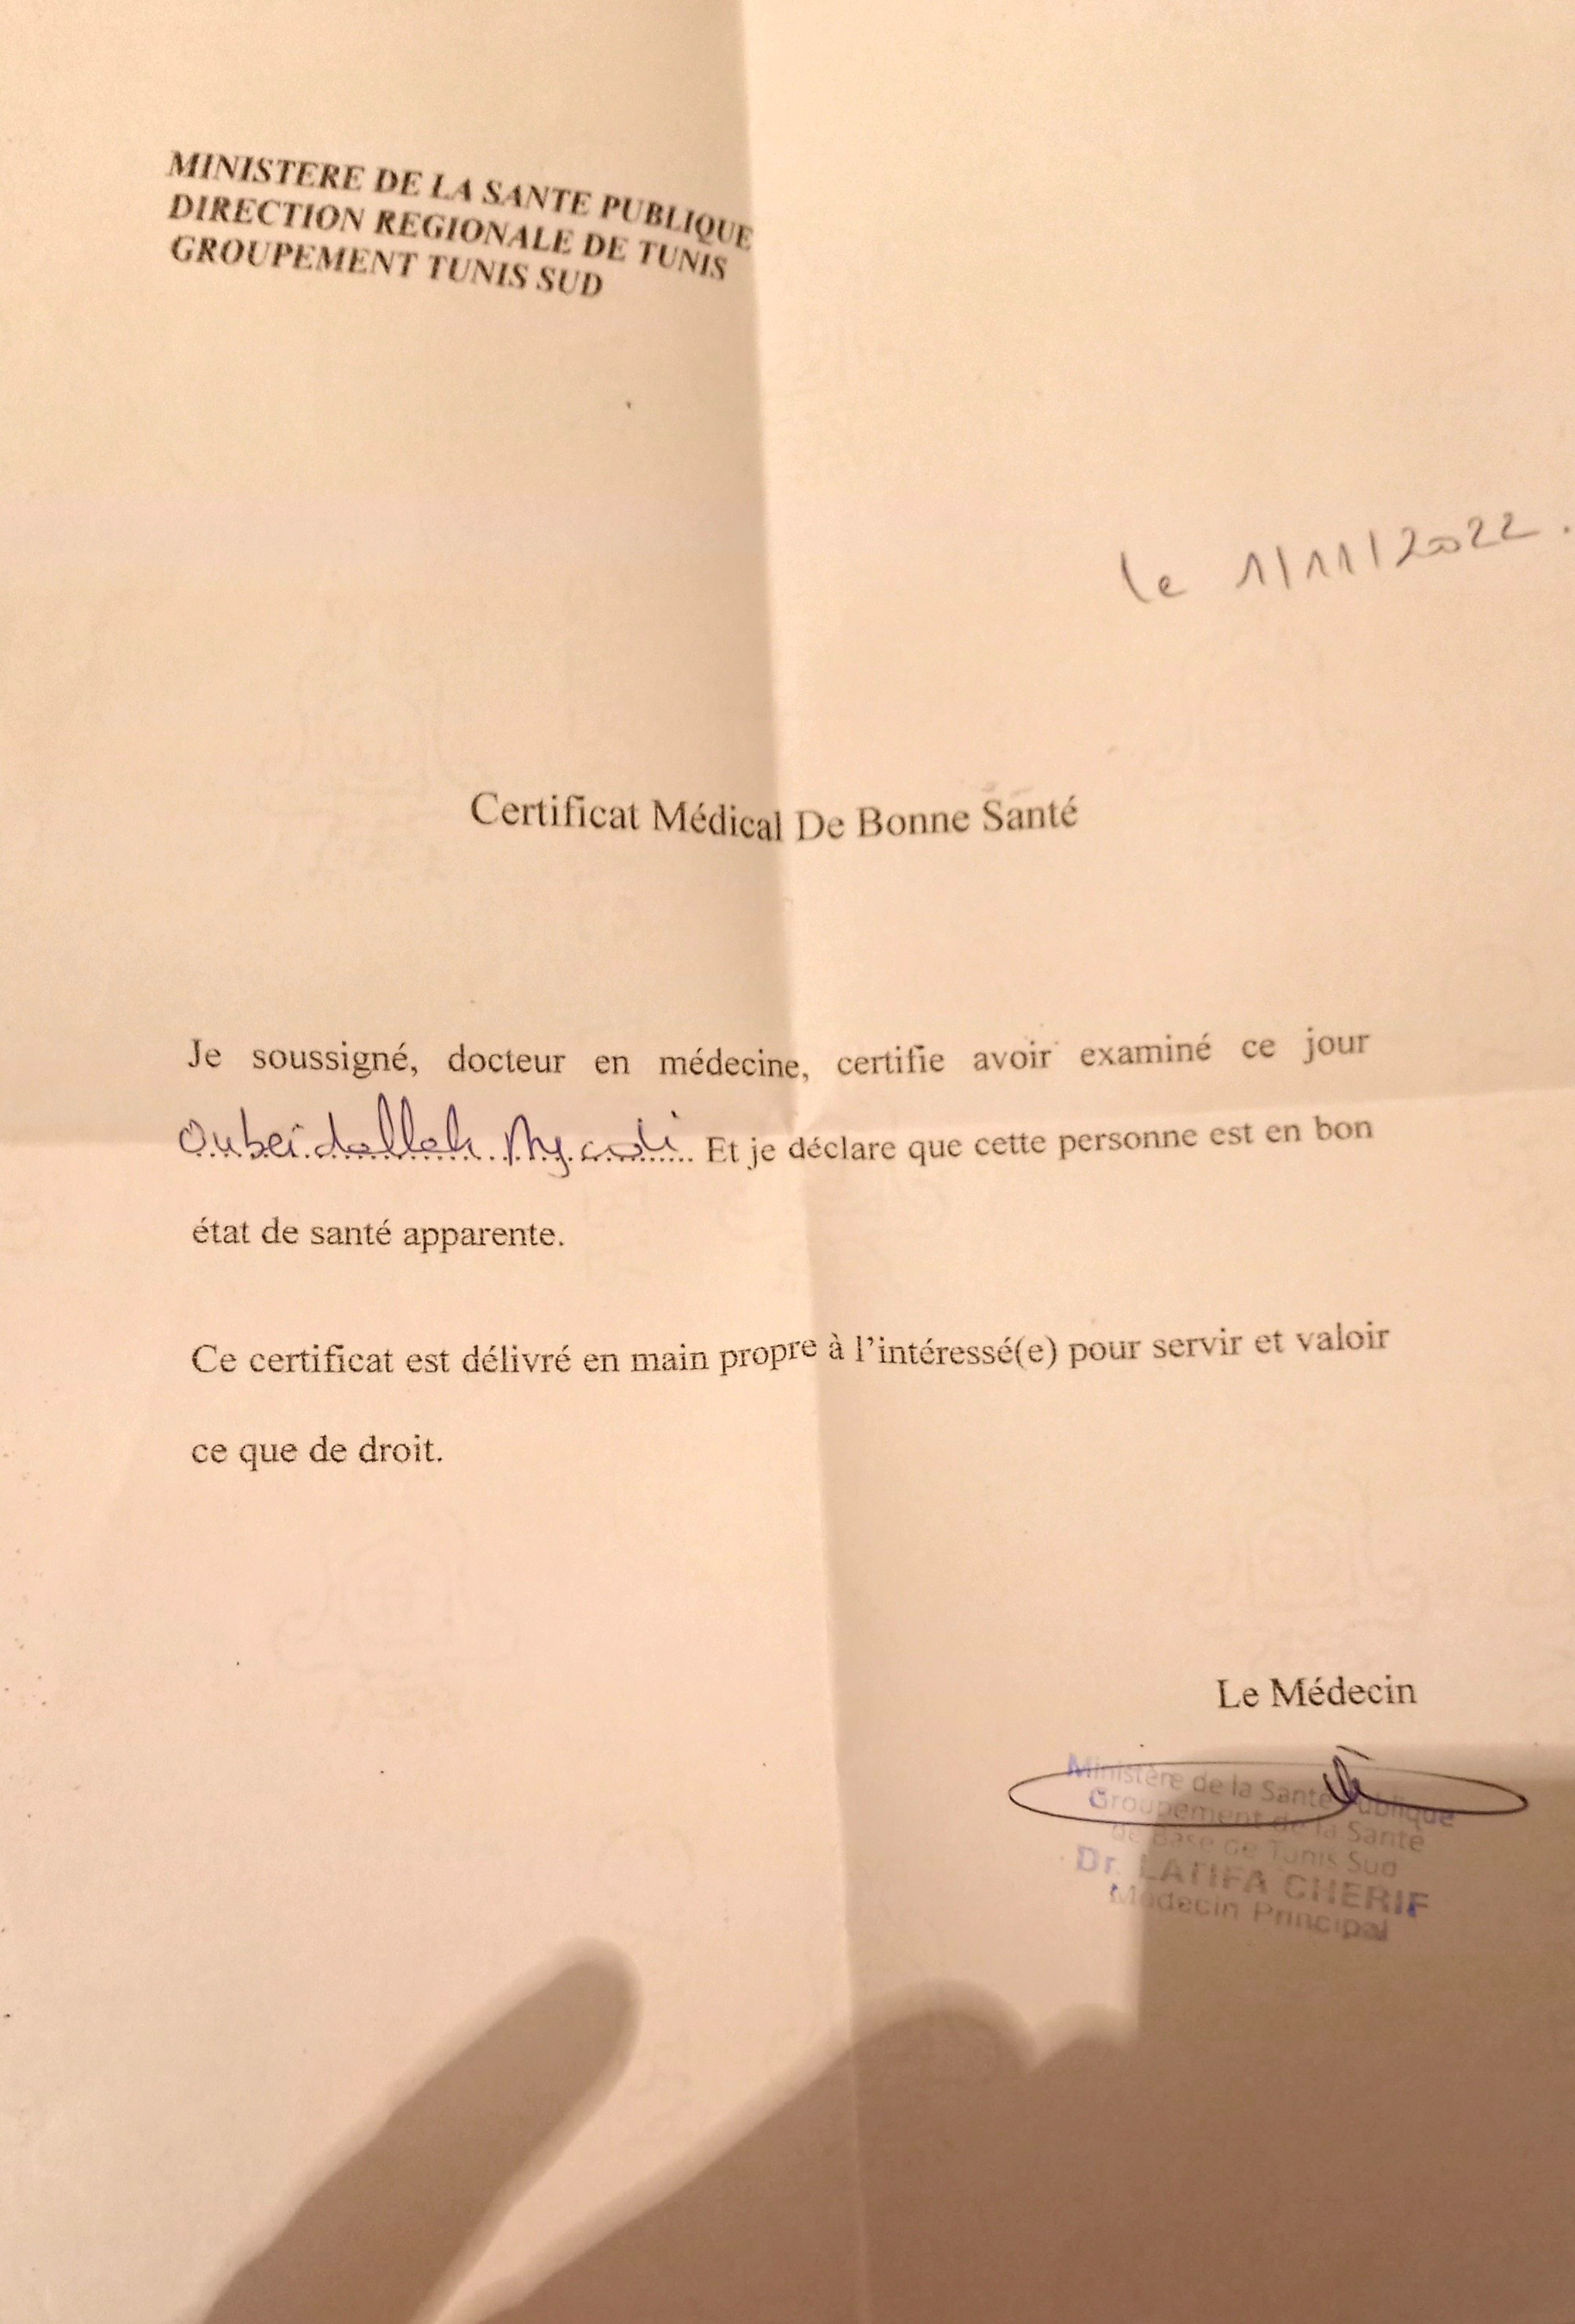 MINISTERE DE LA SANTE PUBLIQUE
DIRECTION REGIONALE DE TUNIS
GROUPEMENT TUNIS SUD
le 1/11/2022.
Certificat Médical De Bonne Santé
Je soussigné, docteur en médecine, certifie avoir examiné ce jour
Oubeidallah Et je déclare que cette personne est en bon
état de santé apparente.
Ce certificat est délivré en main propre à l'intéressé(e) pour servir et valoir
ce que de droit.
Le Médecin
Ministère de la Santé Publique
Groupement de la Santé
de Base de Tunis Sud
Dr. LATIFA CHERIF
Médecin Principal